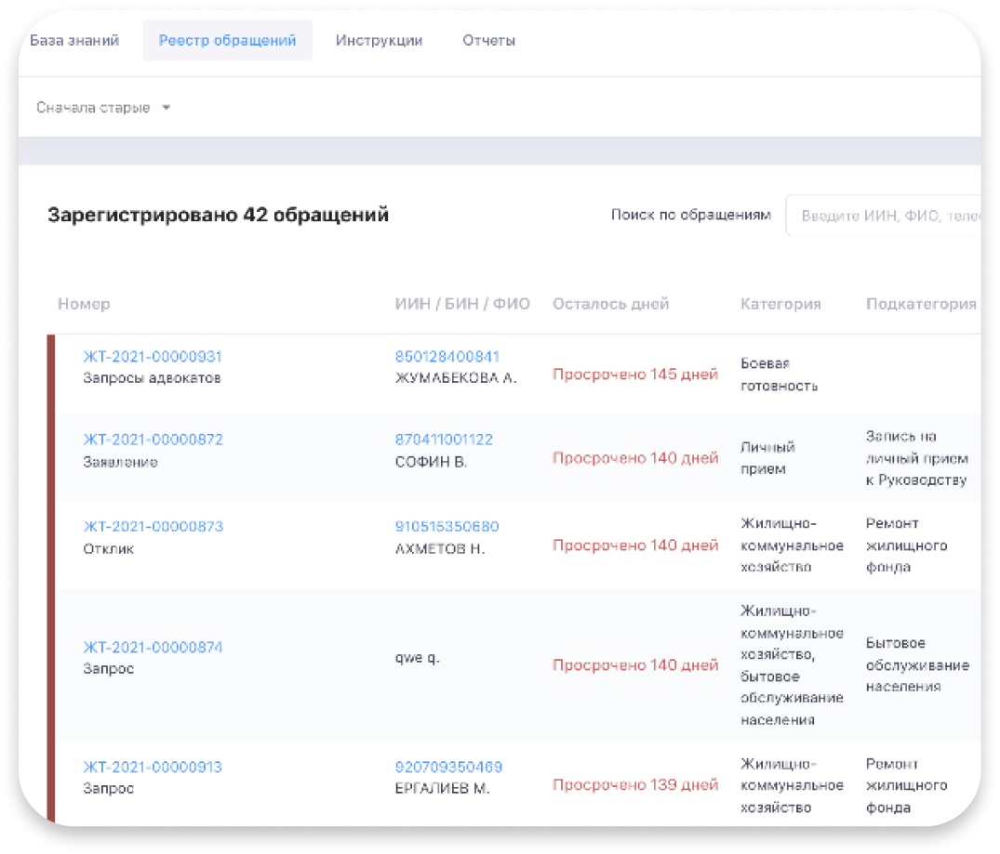 База знаний
Реестр обращений
Инструкции
Отчеты
Сначала старые
Зарегистрировано 42 обращений
Поиск по обращениям
Введите ИИН, ФИО,
Номер
ИИН / БИН / ФИО
Осталось дней
Категория
Подкатегория
ЖТ-2021-00000931
Запросы адвокатов
850128400841
ЖУМАБЕКОВА А.
Просрочено 145 дней
Боевая
готовность
ЖТ-2021-00000872
Заявление
870411001122
СОФИН В.
Просрочено 140 дней
Личный
прием
Запись на
личный прием
к Руководству
ЖТ-2021-00000873
Отклик
910515350680
АХМЕТОВ Н.
Просрочено 140 дней
Жилищно-
коммунальное
хозяйство
Ремонт
жилищного
фонда
ЖТ-2021-00000874
Запрос
qwe q.
Просрочено 140 дней
Жилищно-
коммунальное
хозяйство,
бытовое
обслуживание
населения
Бытовое
обслуживание
населения
ЖТ-2021-00000913
Запрос
920709350469
ЕРГАЛИЕВ М.
Просрочено 139 дней
Жилищно-
коммунальное
хозяйство
Ремонт
жилищного
фонда